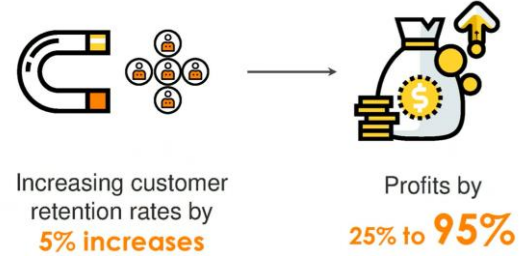 Increasing customer
retention rates by
5% increases
$
Profits by
25% to 95%